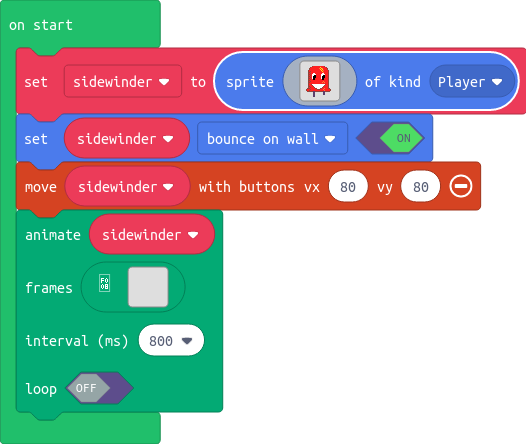 on start
set sidewinder to sprite of kind Player
set sidewinder bounce on wall ON
move sidewinder with buttons vx 80 vy 80
animate sidewinder
frames
interval (ms) 800
loop OFF